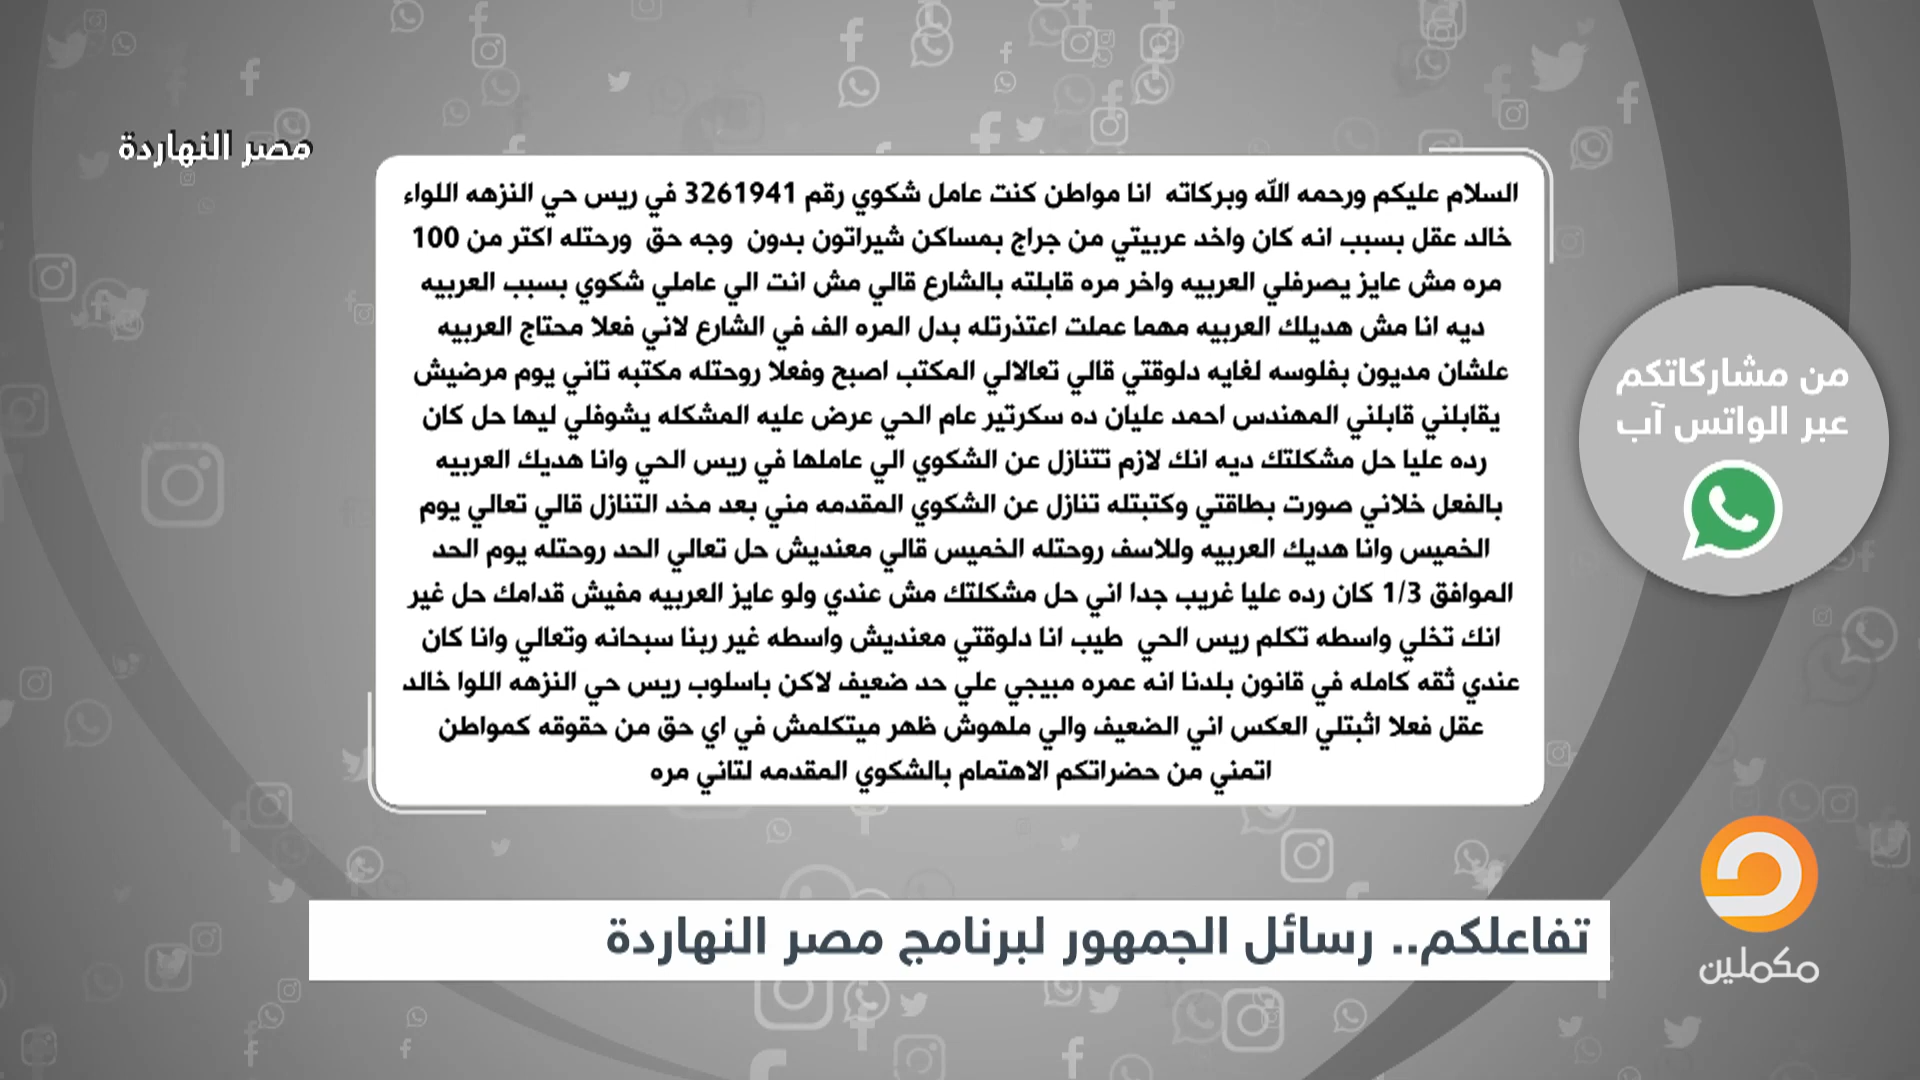 مصر النهاردة
السلام عليكم ورحمه الله وبركاته انا مواطن كنت عامل شكوي رقم 3261941 في ريس حي النزهه اللواء
خالد عقل بسبب انه كان واخد عربيتي من جراج بمساكن شيراتون بدون وجه حق ورحتله اكتر من 100
مره مش عايز يصرفلي العربيه واخر مره قابلته بالشارع قالي مش انت الي عاملي شكوي بسبب العربيه
ديه انا مش هديلك العربيه مهما عملت اعتذرتله بدل المره الف في الشارع لاني فعلا محتاج العربيه
علشان مديون بفلوسه لغايه دلوقتي قالي تعالالي المكتب اصبح وفعلا روحتله مكتبه تاني يوم مرضيش
يقابلني قابلني المهندس احمد عليان ده سكرتير عام الحي عرض عليه المشكله يشوفلي ليها حل كان
رده عليا حل مشكلتك ديه انك لازم تتنازل عن الشكوي الي عاملها في ريس الحي وانا هديك العربيه
بالفعل خلاني صورت بطاقتي وكتبتله تنازل عن الشكوي المقدمه مني بعد مخد التنازل قالي تعالي يوم
الخميس وانا هديك العربيه وللاسف روحتله الخميس قالي معنديش حل تعالي الحد روحتله يوم الحد
الموافق 1/3 كان رده عليا غريب جدا اني حل مشكلتك مش عندي ولو عايز العربيه مفيش قدامك حل غير
انك تخلي واسطه تكلم ريس الحي طيب انا دلوقتي معنديش واسطه غير ربنا سبحانه وتعالي وانا كان
عندي ثقه كامله في قانون بلدنا انه عمره مبيجي علي حد ضعيف لاكن باسلوب ريس حي النزهه اللوا خالد
عقل فعلا اثبتلي العكس اني الضعيف والي ملهوش ظهر ميتكلمش في اي حق من حقوقه كمواطن
اتمني من حضراتكم الاهتمام بالشكوي المقدمه لتاني مره
من مشاركاتكم
عبر الواتس آب
تفاعلكم.. رسائل الجمهور لبرنامج مصر النهاردة
مكملين